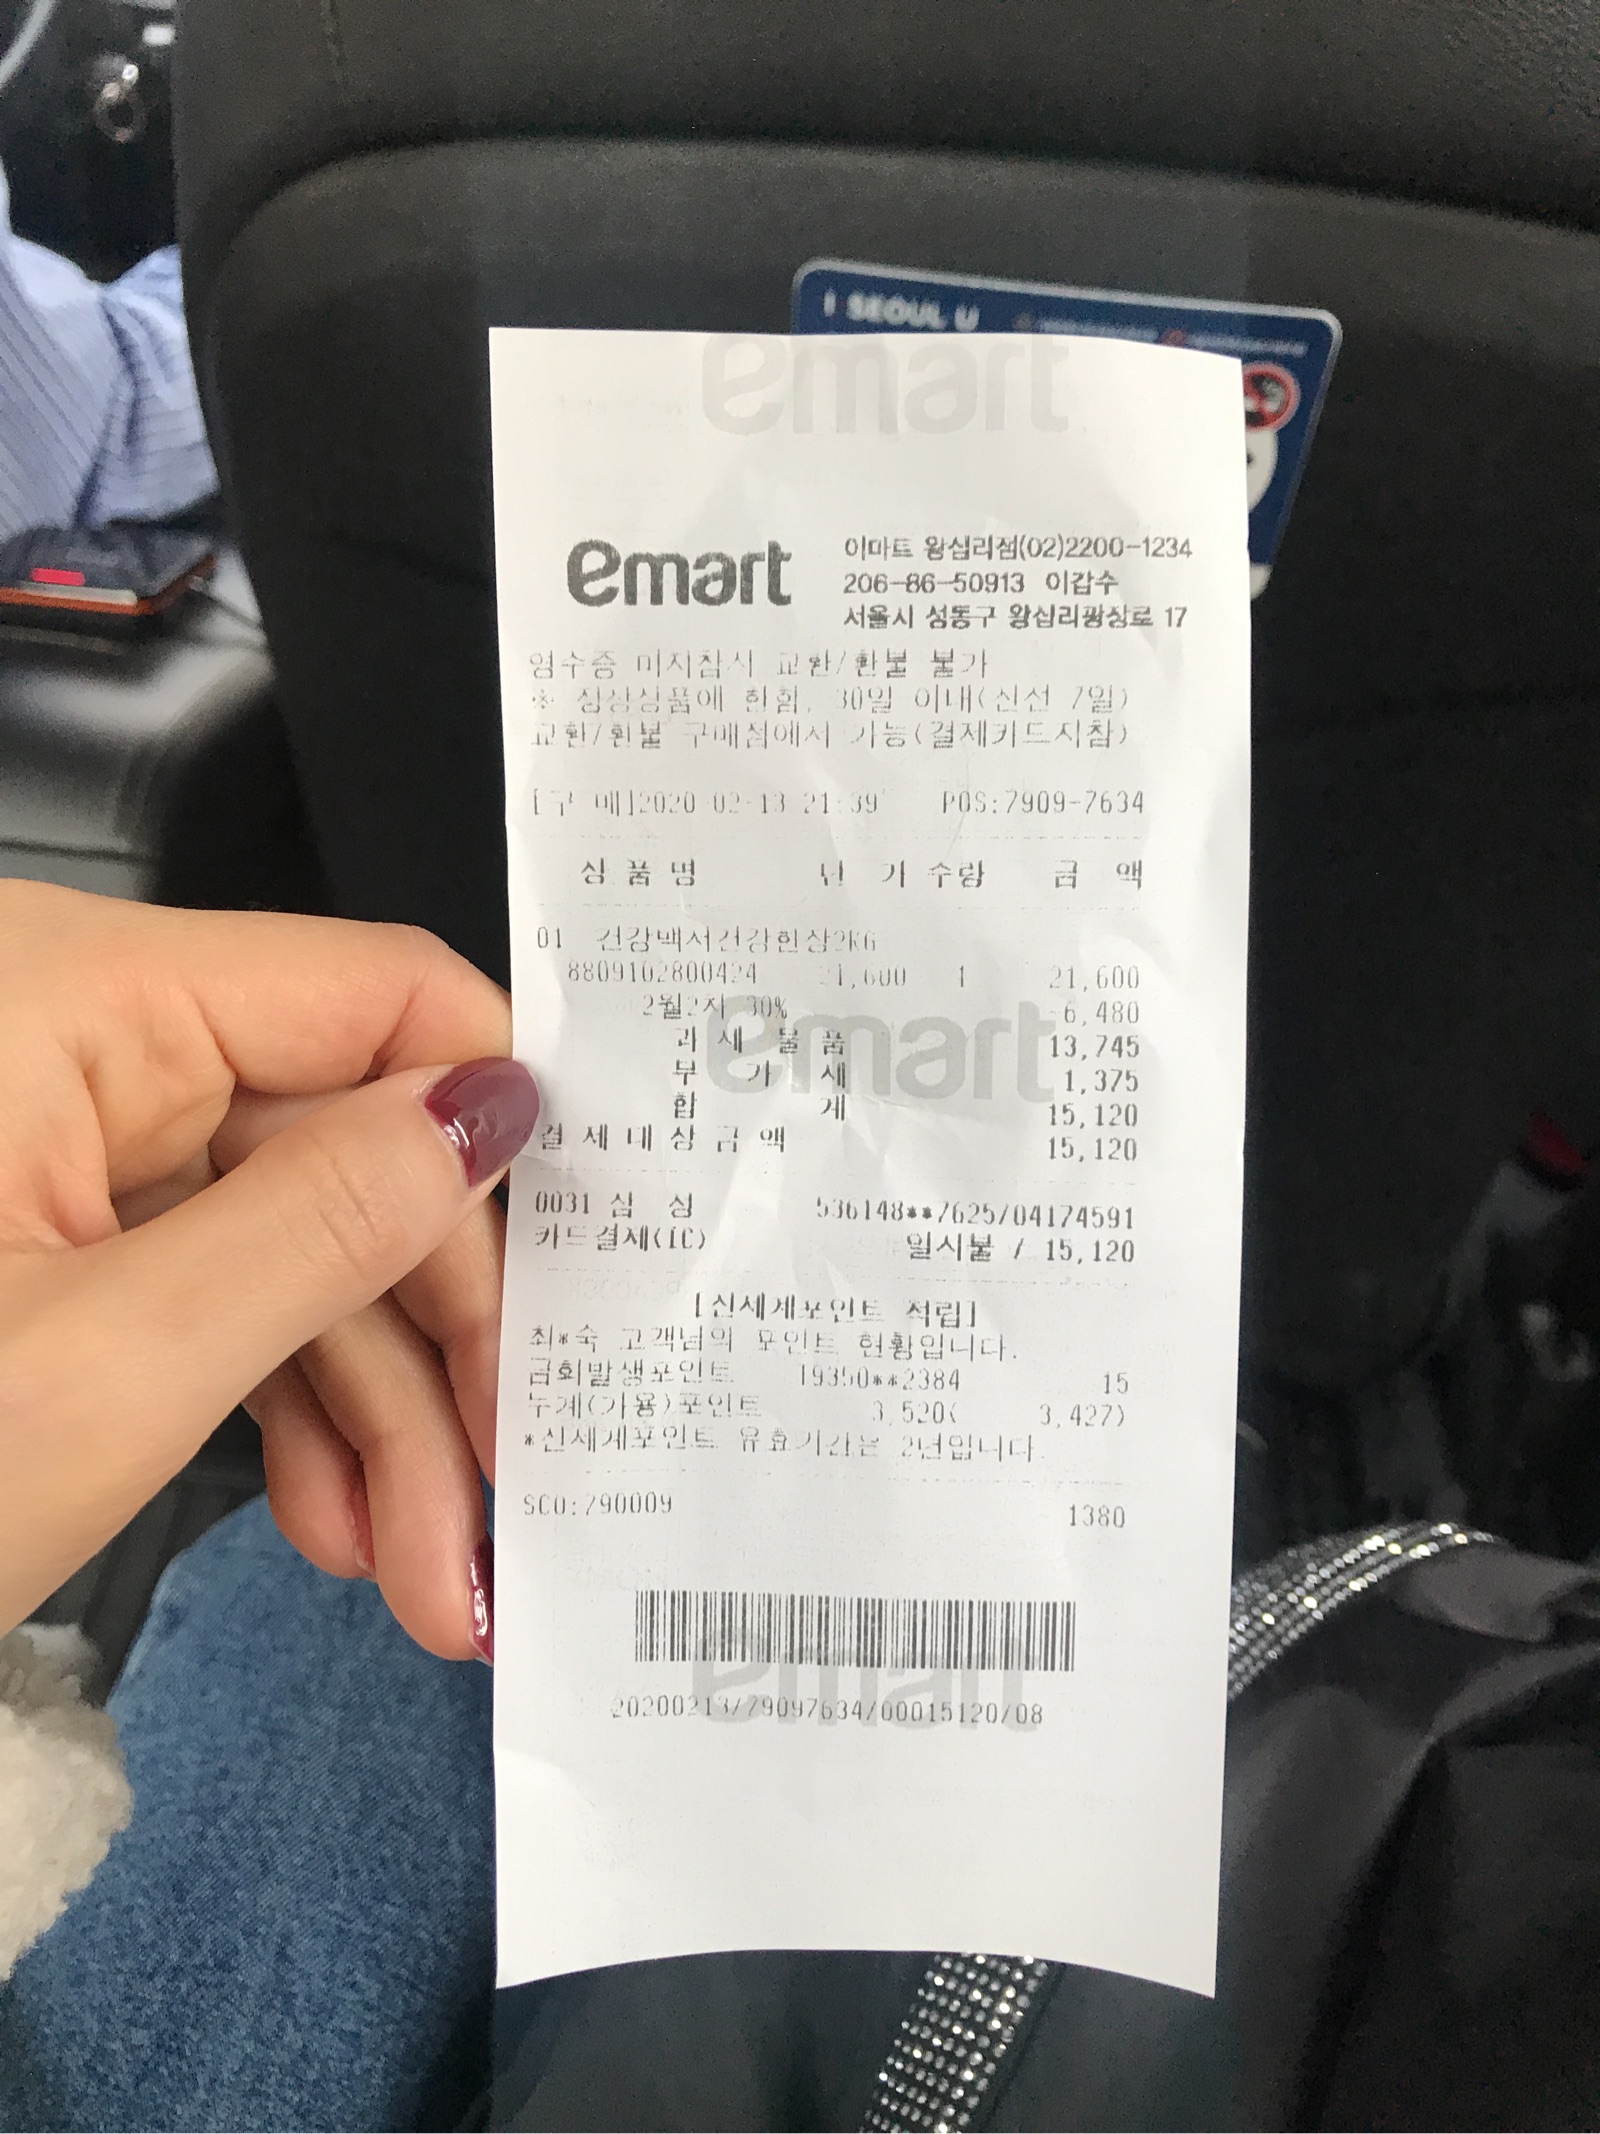 I SEOUL U
emart
emart
이마트 왕십리점(02)2200-1234
206-86-50913 이갑수
서울시 성동구 왕십리광장로 17
영수증 미지참시 교환/환불 불가
※ 정상상품에 한함, 30일 이내(신선 7일)
교환/환불 구매점에서 가능(결제카드지참)
[구 매]2020-02-13 21:39 POS:7909-7634
상 품 명 단 가 수량 금 액
01 건강백서건강한상2KG
8809102800424 21,600 1 21,600
2월2차 30% -6,480
emart
과 세 물 품 13,745
부 가 세 1,375
합 계 15,120
결 제 대 상 금 액 15,120
0031 삼 성 536148**7625/04174591
카드결제(IC) 일시불 / 15,120
[신세계포인트 적립]
최*숙 고객님의 포인트 현황입니다.
금회발생포인트 19350**2384 15
누계(가용)포인트 3,520( 3,427)
*신세계포인트 유효기간은 2년입니다.
SCO:790009 1380
emart
20200213/79097634/00015120/08